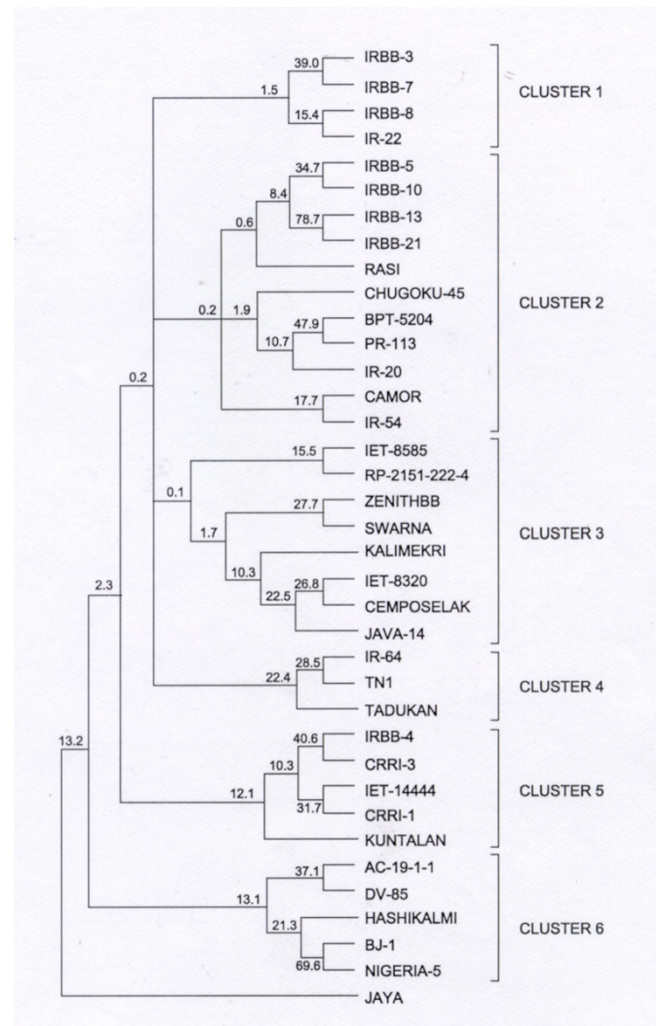 39.0 IRBB-3
1.5 IRBB-7 CLUSTER 1
15.4 IRBB-8
IR-22
34.7 IRBB-5
8.4 IRBB-10
0.6 78.7 IRBB-13
IRBB-21
RASI
0.2 1.9 CHUGOKU-45 CLUSTER 2
47.9 BPT-5204
10.7 PR-113
IR-20
0.2 17.7 CAMOR
IR-54
15.5 IET-8585
0.1 RP-2151-222-4
27.7 ZENITHBB
1.7 SWARNA CLUSTER 3
KALIMEKRI
2.3 10.3 26.8 IET-8320
22.5 CEMPOSELAK
JAVA-14
28.5 IR-64
22.4 TN1 CLUSTER 4
TADUKAN
13.2 40.6 IRBB-4
10.3 CRRI-3
12.1 IET-14444 CLUSTER 5
31.7 CRRI-1
KUNTALAN
37.1 AC-19-1-1
13.1 DV-85
21.3 HASHIKALMI CLUSTER 6
BJ-1
69.6 NIGERIA-5
JAYA